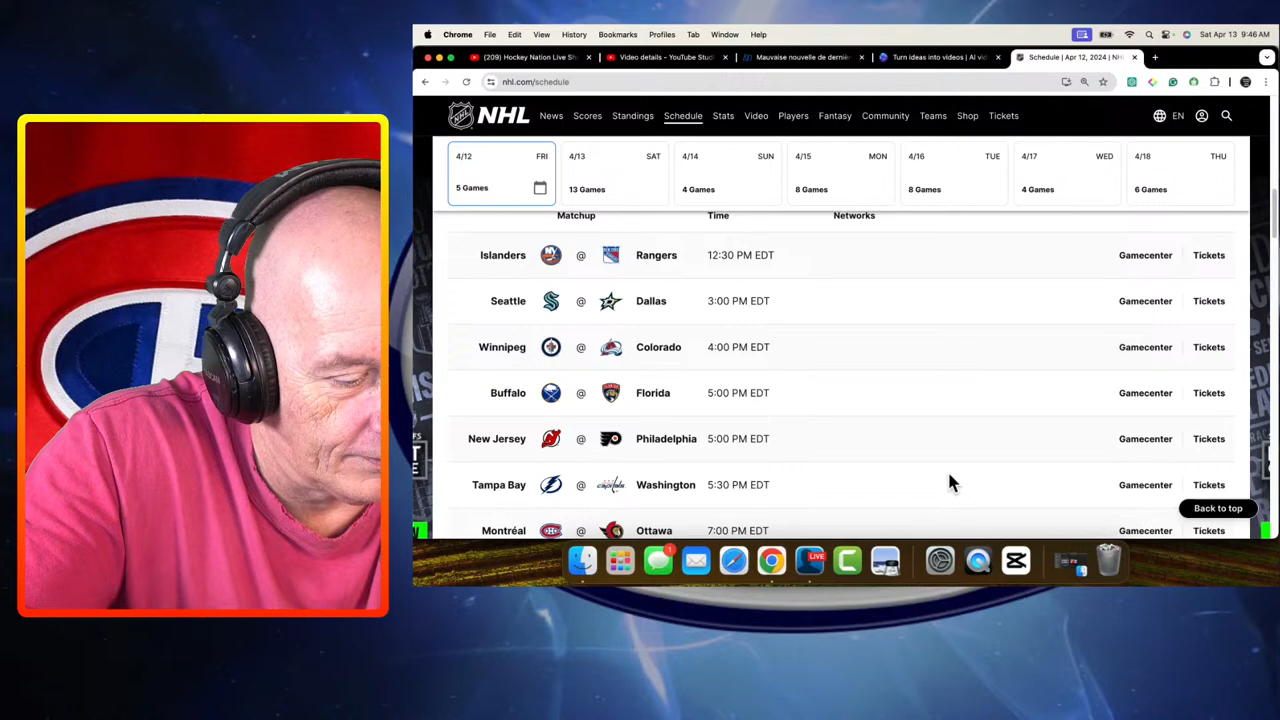 Chrome File Edit View History Bookmarks Profiles Tab Window Help Sat Apr 13 9:46 AM
(209) Hockey Nation Live Sh Video details - YouTube Studi Mauvaise nouvelle de dernièr Turn ideas into videos | AI vid Schedule | Apr 12, 2024 | NH
nhl.com/schedule
NHL News Scores Standings Schedule Stats Video Players Fantasy Community Teams Shop Tickets EN
4/12 FRI 4/13 SAT 4/14 SUN 4/15 MON 4/16 TUE 4/17 WED 4/18 THU
5 Games 13 Games 4 Games 8 Games 8 Games 4 Games 6 Games
Matchup Time Networks
Islanders @ Rangers 12:30 PM EDT Gamecenter Tickets
Seattle @ Dallas 3:00 PM EDT Gamecenter Tickets
Winnipeg @ Colorado 4:00 PM EDT Gamecenter Tickets
Buffalo @ Florida 5:00 PM EDT Gamecenter Tickets
New Jersey @ Philadelphia 5:00 PM EDT Gamecenter Tickets
Tampa Bay @ Washington 5:30 PM EDT Gamecenter Tickets
Back to top
Montréal @ Ottawa 7:00 PM EDT Gamecenter Tickets
1
LIVE